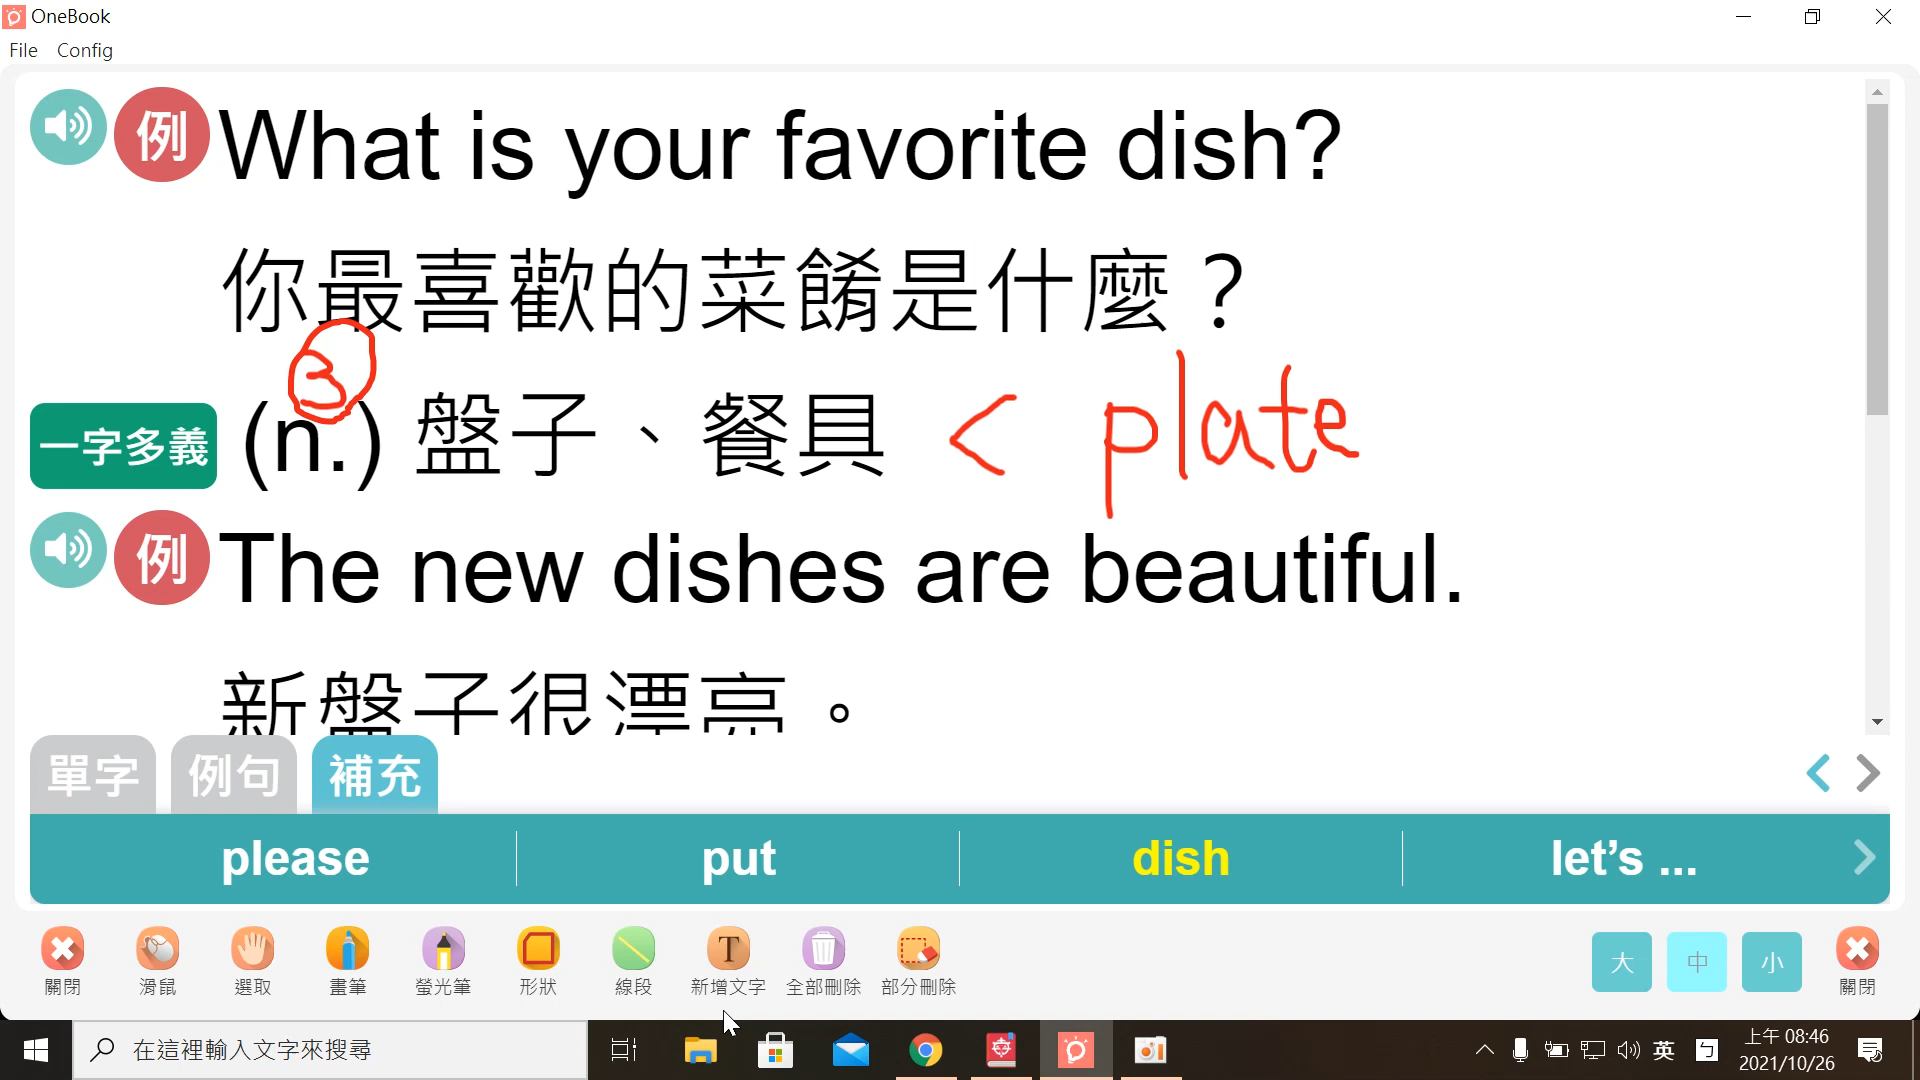 OneBook
File Config
例 What is your favorite dish?
你最喜歡的菜餚是什麼？
3
一字多義 (n.) 盤子、餐具 < plate
例 The new dishes are beautiful.
新盤子很漂亮。
單字 例句 補充
please put dish let’s ...
關閉 滑鼠 選取 畫筆 螢光筆 形狀 線段 T 新增文字 全部刪除 部分刪除 大 中 小 關閉
在這裡輸入文字來搜尋
英 ㄅ 上午 08:46
2021/10/26